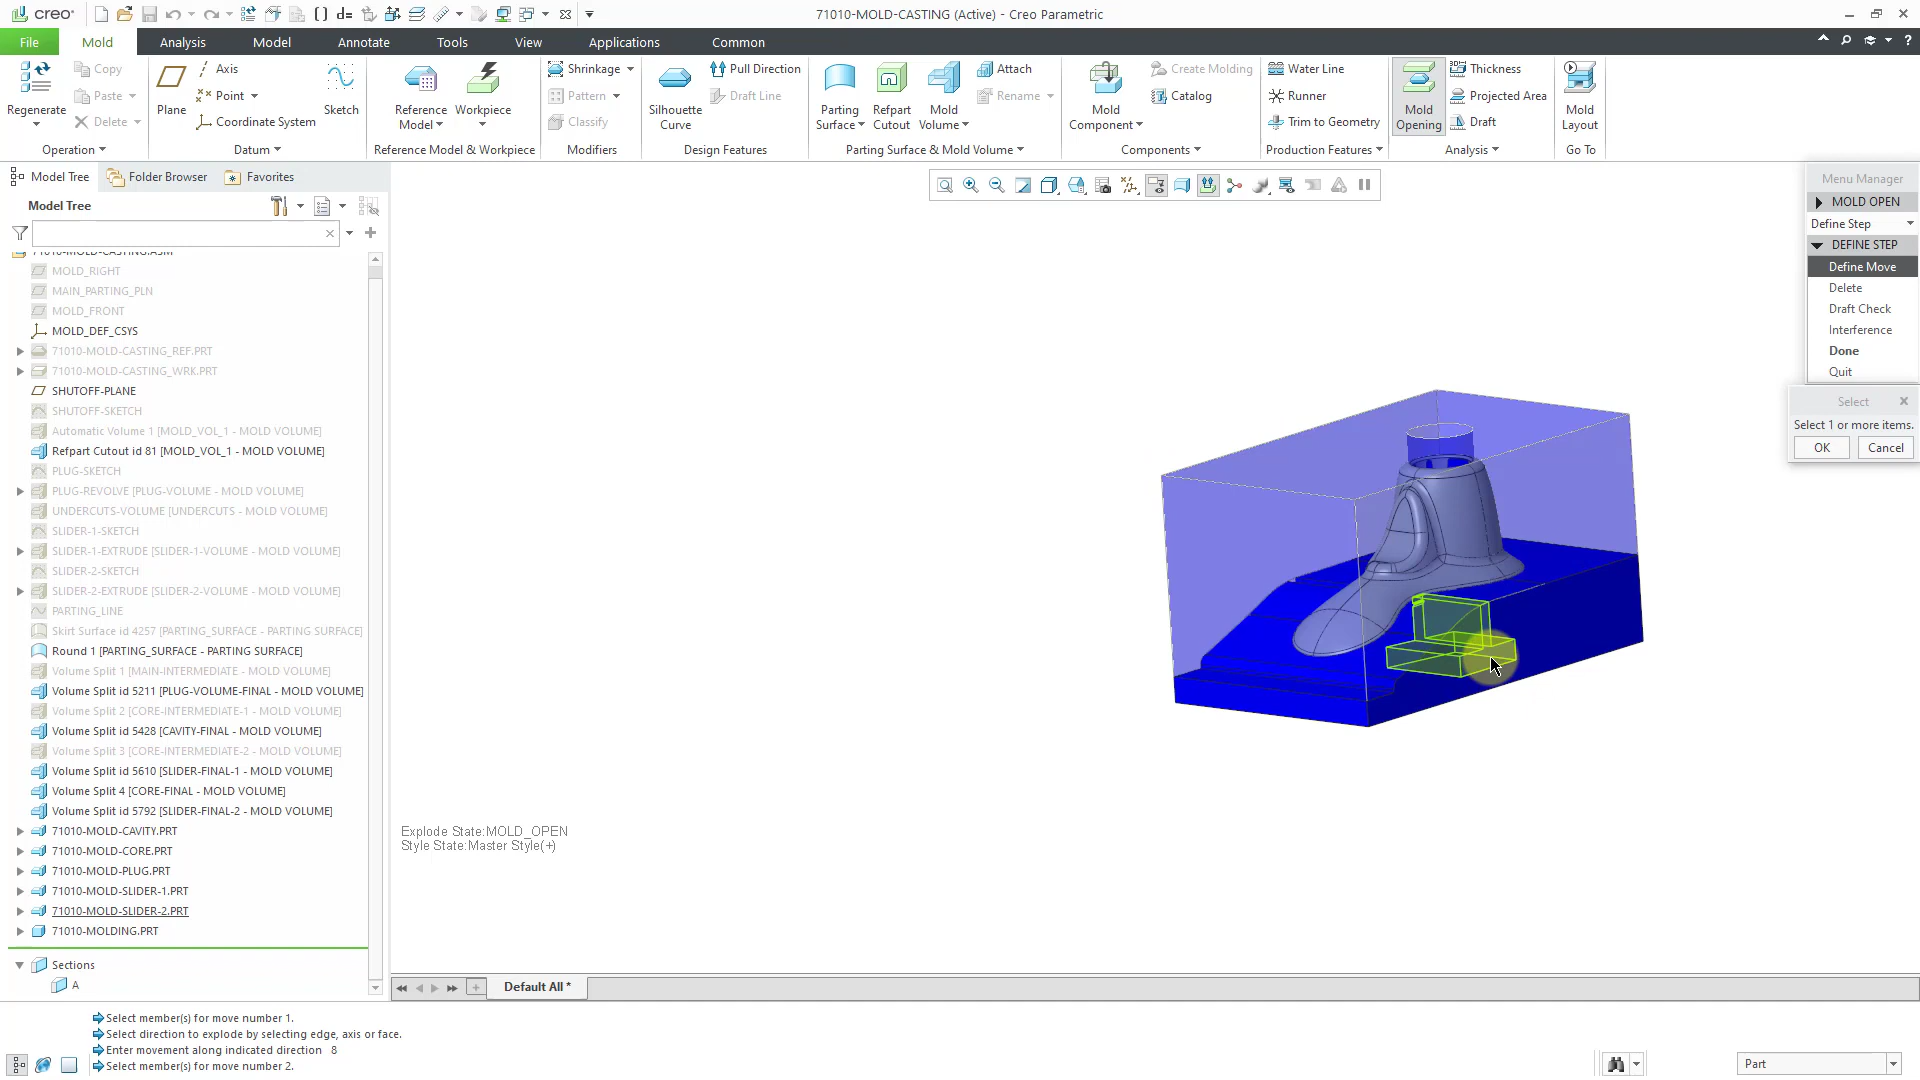 creo
71010-MOLD-CASTING (Active) - Creo Parametric
File
Mold
Analysis
Model
Annotate
Tools
View
Applications
Common
Regenerate
Copy
Paste
Delete
Operation
Plane
Axis
Point
Coordinate System
Sketch
Datum
Reference Model
Workpiece
Reference Model & Workpiece
Shrinkage
Pattern
Classify
Modifiers
Silhouette Curve
Pull Direction
Draft Line
Design Features
Parting Surface
Refpart Cutout
Mold Volume
Attach
Rename
Parting Surface & Mold Volume
Mold Component
Create Molding
Catalog
Components
Water Line
Runner
Trim to Geometry
Production Features
Mold Opening
Thickness
Projected Area
Draft
Analysis
Mold Layout
Go To
Model Tree
Folder Browser
Favorites
Model Tree
71010-MOLD-CASTING.ASM
MOLD_RIGHT
MAIN_PARTING_PLN
MOLD_FRONT
MOLD_DEF_CSYS
71010-MOLD-CASTING_REF.PRT
71010-MOLD-CASTING_WRK.PRT
SHUTOFF-PLANE
SHUTOFF-SKETCH
Automatic Volume 1 [MOLD_VOL_1 - MOLD VOLUME]
Refpart Cutout id 81 [MOLD_VOL_1 - MOLD VOLUME]
PLUG-SKETCH
PLUG-REVOLVE [PLUG-VOLUME - MOLD VOLUME]
UNDERCUTS-VOLUME [UNDERCUTS - MOLD VOLUME]
SLIDER-1-SKETCH
SLIDER-1-EXTRUDE [SLIDER-1-VOLUME - MOLD VOLUME]
SLIDER-2-SKETCH
SLIDER-2-EXTRUDE [SLIDER-2-VOLUME - MOLD VOLUME]
PARTING_LINE
Skirt Surface id 4257 [PARTING_SURFACE - PARTING SURFACE]
Round 1 [PARTING_SURFACE - PARTING SURFACE]
Volume Split 1 [MAIN-INTERMEDIATE - MOLD VOLUME]
Volume Split id 5211 [PLUG-VOLUME-FINAL - MOLD VOLUME]
Volume Split 2 [CORE-INTERMEDIATE-1 - MOLD VOLUME]
Volume Split id 5428 [CAVITY-FINAL - MOLD VOLUME]
Volume Split 3 [CORE-INTERMEDIATE-2 - MOLD VOLUME]
Volume Split id 5610 [SLIDER-FINAL-1 - MOLD VOLUME]
Volume Split 4 [CORE-FINAL - MOLD VOLUME]
Volume Split id 5792 [SLIDER-FINAL-2 - MOLD VOLUME]
71010-MOLD-CAVITY.PRT
71010-MOLD-CORE.PRT
71010-MOLD-PLUG.PRT
71010-MOLD-SLIDER-1.PRT
71010-MOLD-SLIDER-2.PRT
71010-MOLDING.PRT
Sections
A
Explode State:MOLD_OPEN
Style State:Master Style(+)
Menu Manager
MOLD OPEN
Define Step
DEFINE STEP
Define Move
Delete
Draft Check
Interference
Done
Quit
Select
Select 1 or more items.
OK
Cancel
Default All *
Select member(s) for move number 1.
Select direction to explode by selecting edge, axis or face.
Enter movement along indicated direction 8
Select member(s) for move number 2.
Part